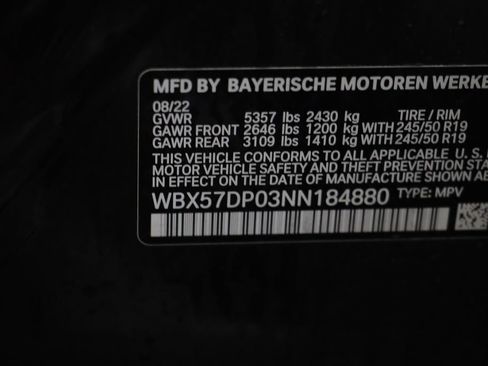 MFD BY BAYERISCHE MOTOREN WERKE
08/22
GVWR 5357 lbs 2430 kg TIRE / RIM
GAWR FRONT 2646 lbs 1200 kg WITH 245/50 R19
GAWR REAR 3109 lbs 1410 kg WITH 245/50 R19
THIS VEHICLE CONFORMS TO ALL APPLICABLE U. S.
MOTOR VEHICLE SAFETY AND THEFT PREVENTION STA
IN EFFECT ON THE DATE OF MANUFACTURE SHOWN AB
WBX57DP03NN184880 TYPE: MPV